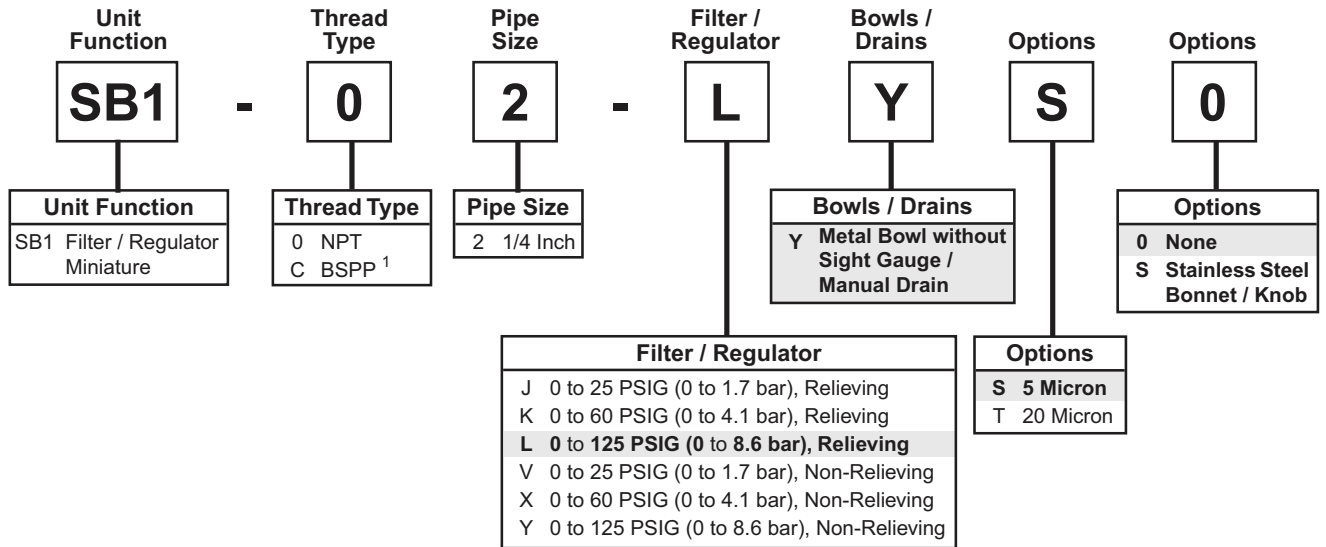 Unit Function
Thread Type
Pipe Size
Filter / Regulator
Bowls / Drains
Options
Options
SB1 - 0 2 - L Y S 0
Unit Function
SB1 Filter / Regulator
Miniature
Thread Type
0 NPT
C BSPP 1
Pipe Size
2 1/4 Inch
Bowls / Drains
Y Metal Bowl without
Sight Gauge /
Manual Drain
Options
0 None
S Stainless Steel
Bonnet / Knob
Filter / Regulator
J 0 to 25 PSIG (0 to 1.7 bar), Relieving
K 0 to 60 PSIG (0 to 4.1 bar), Relieving
L 0 to 125 PSIG (0 to 8.6 bar), Relieving
V 0 to 25 PSIG (0 to 1.7 bar), Non-Relieving
X 0 to 60 PSIG (0 to 4.1 bar), Non-Relieving
Y 0 to 125 PSIG (0 to 8.6 bar), Non-Relieving
Options
S 5 Micron
T 20 Micron